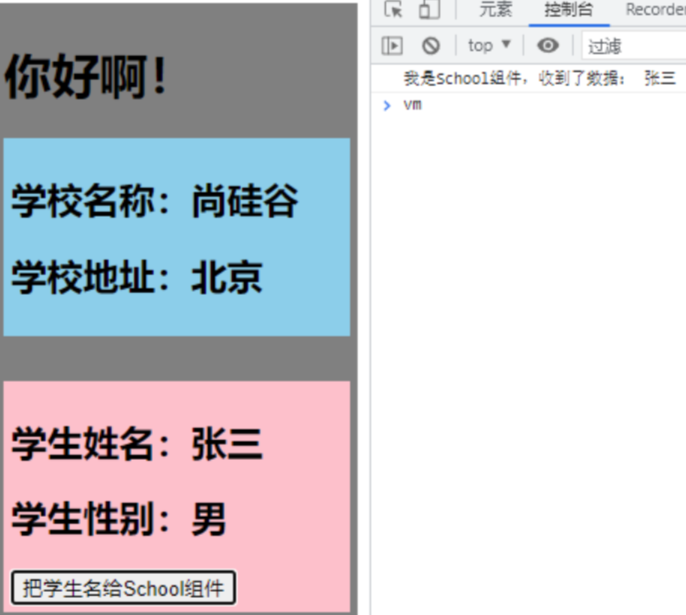 你好啊！
学校名称：尚硅谷
学校地址：北京
学生姓名：张三
学生性别：男
把学生名给School组件
元素 控制台 Recorder
top 过滤
我是School组件，收到了数据： 张三
vm